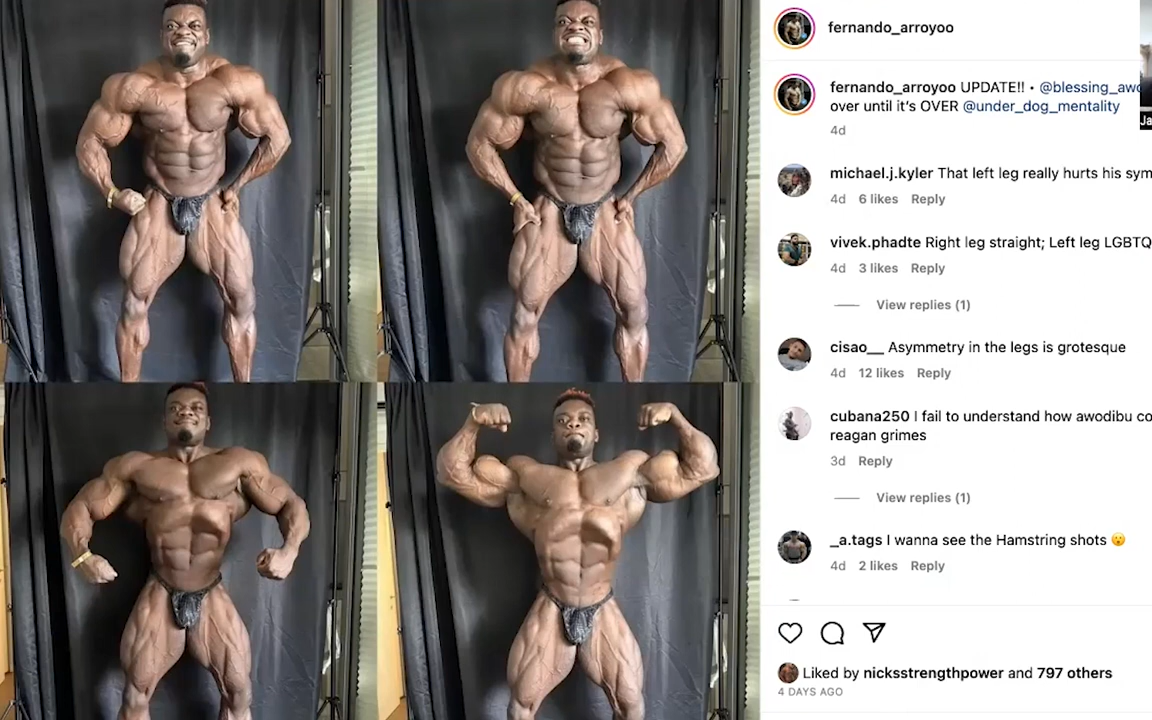 fernando_arroyoo
fernando_arroyoo UPDATE!! • @blessing_awo
over until it's OVER @under_dog_mentality
4d
michael.j.kyler That left leg really hurts his sym
4d 6 likes Reply
vivek.phadte Right leg straight; Left leg LGBTQ
4d 3 likes Reply
View replies (1)
cisao__ Asymmetry in the legs is grotesque
4d 12 likes Reply
cubana250 I fail to understand how awodibu co
reagan grimes
3d Reply
View replies (1)
_a.tags I wanna see the Hamstring shots 😮
4d 2 likes Reply
Liked by nicksstrengthpower and 797 others
4 DAYS AGO
Ja